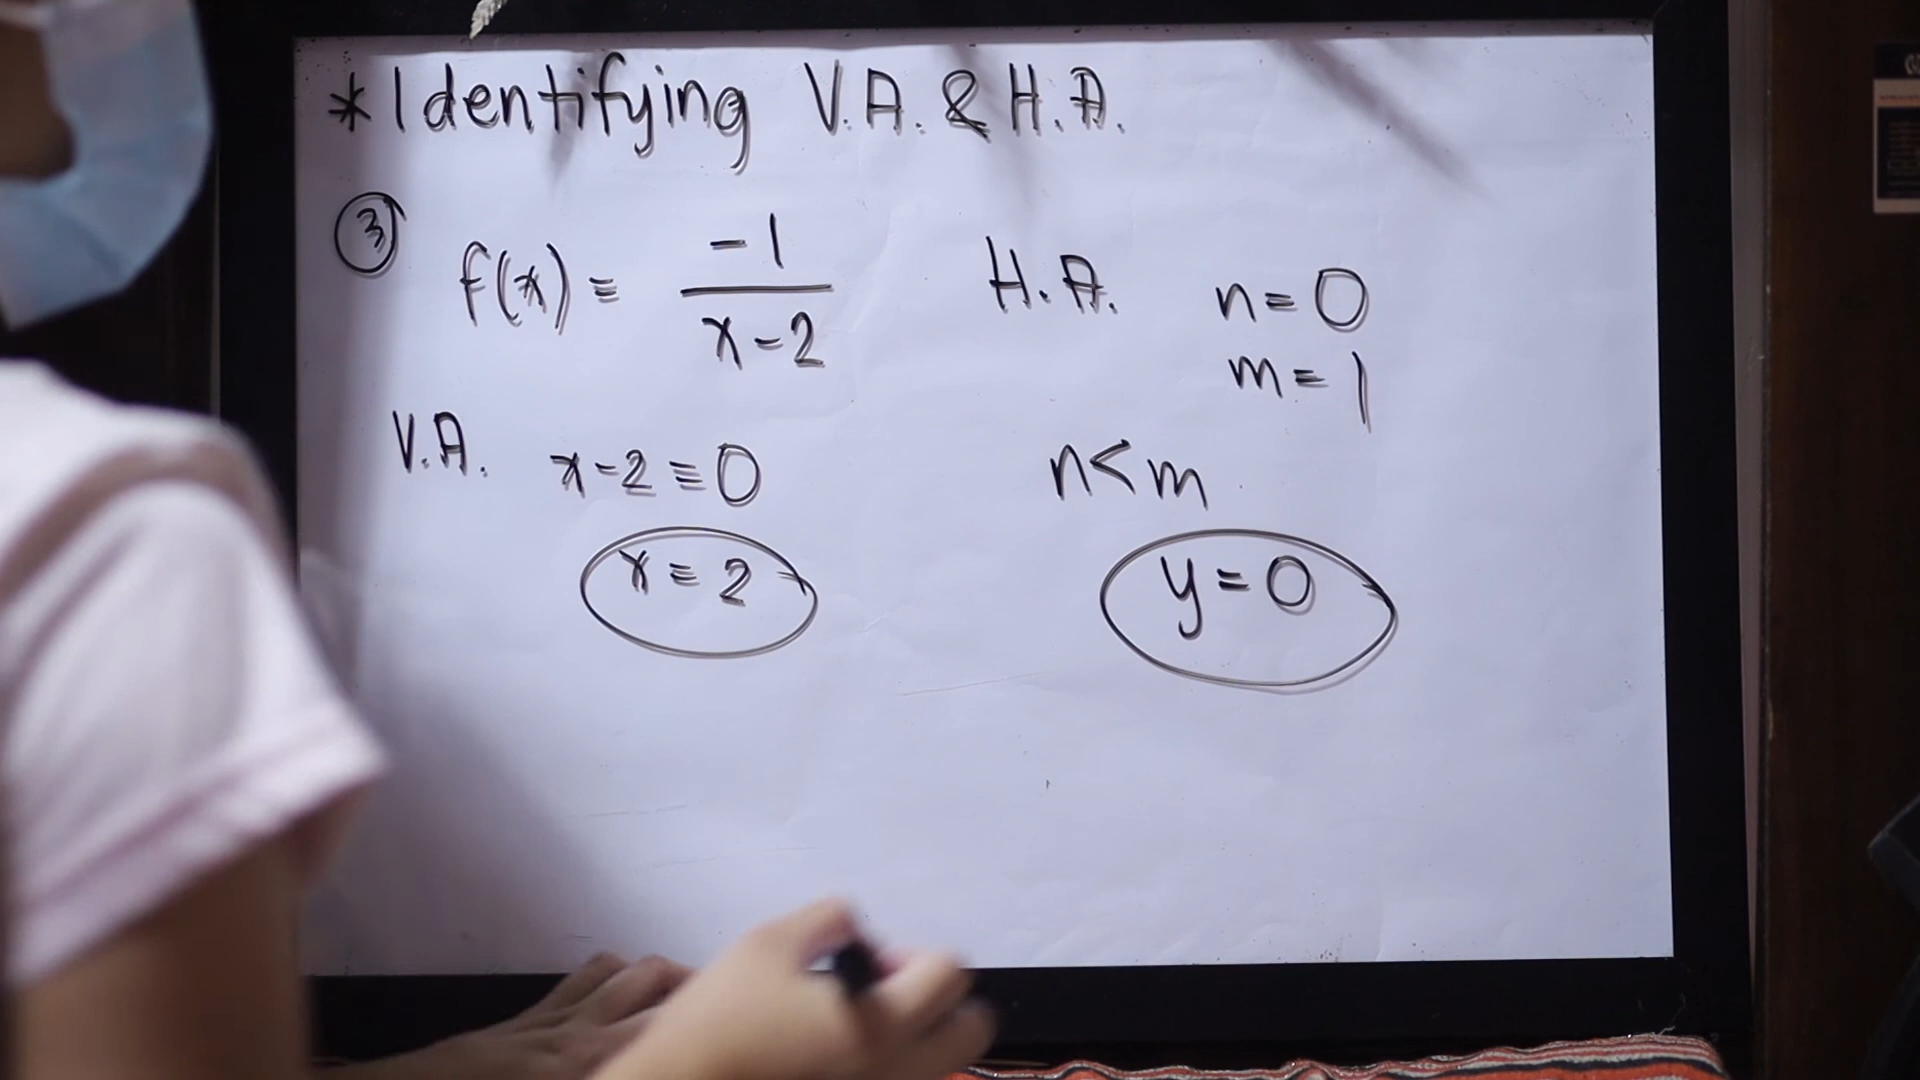 * Identifying V.A. & H.A.
3
f(x) = -1
x-2
V.A. x-2=0
x=2
H.A. n=0
m=1
n<m
y=0